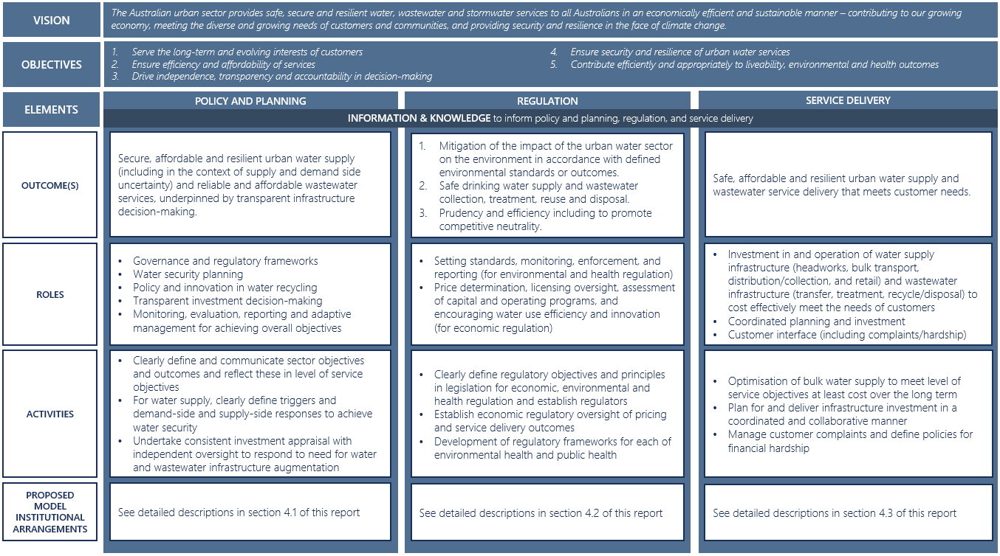 VISION
The Australian urban sector provides safe, secure and resilient water, wastewater and stormwater services to all Australians in an economically efficient and sustainable manner – contributing to our growing
economy, meeting the diverse and growing needs of customers and communities, and providing security and resilience in the face of climate change.
OBJECTIVES
1. Serve the long-term and evolving interests of customers
2. Ensure efficiency and affordability of services
3. Drive independence, transparency and accountability in decision-making
4. Ensure security and resilience of urban water services
5. Contribute efficiently and appropriately to liveability, environmental and health outcomes
ELEMENTS
POLICY AND PLANNING
REGULATION
SERVICE DELIVERY
INFORMATION & KNOWLEDGE to inform policy and planning, regulation, and service delivery
OUTCOME(S)
Secure, affordable and resilient urban water supply
(including in the context of supply and demand side
uncertainty) and reliable and affordable wastewater
services, underpinned by transparent infrastructure
decision-making.
1. Mitigation of the impact of the urban water sector
on the environment in accordance with defined
environmental standards or outcomes.
2. Safe drinking water supply and wastewater
collection, treatment, reuse and disposal.
3. Prudency and efficiency including to promote
competitive neutrality.
Safe, affordable and resilient urban water supply and
wastewater service delivery that meets customer needs.
ROLES
• Governance and regulatory frameworks
• Water security planning
• Policy and innovation in water recycling
• Transparent investment decision-making
• Monitoring, evaluation, reporting and adaptive
management for achieving overall objectives
• Setting standards, monitoring, enforcement, and
reporting (for environmental and health regulation)
• Price determination, licensing oversight, assessment
of capital and operating programs, and
encouraging water use efficiency and innovation
(for economic regulation)
• Investment in and operation of water supply
infrastructure (headworks, bulk transport,
distribution/collection, and retail) and wastewater
infrastructure (transfer, treatment, recycle/disposal) to
cost effectively meet the needs of customers
• Coordinated planning and investment
• Customer interface (including complaints/hardship)
ACTIVITIES
• Clearly define and communicate sector objectives
and outcomes and reflect these in level of service
objectives
• For water supply, clearly define triggers and
demand-side and supply-side responses to achieve
water security
• Undertake consistent investment appraisal with
independent oversight to respond to need for water
and wastewater infrastructure augmentation
• Clearly define regulatory objectives and principles
in legislation for economic, environmental and
health regulation and establish regulators
• Establish economic regulatory oversight of pricing
and service delivery outcomes
• Development of regulatory frameworks for each of
environmental health and public health
• Optimisation of bulk water supply to meet level of
service objectives at least cost over the long term
• Plan for and deliver infrastructure investment in a
coordinated and collaborative manner
• Manage customer complaints and define policies for
financial hardship
PROPOSED
MODEL
INSTITUTIONAL
ARRANGEMENTS
See detailed descriptions in section 4.1 of this report
See detailed descriptions in section 4.2 of this report
See detailed descriptions in section 4.3 of this report